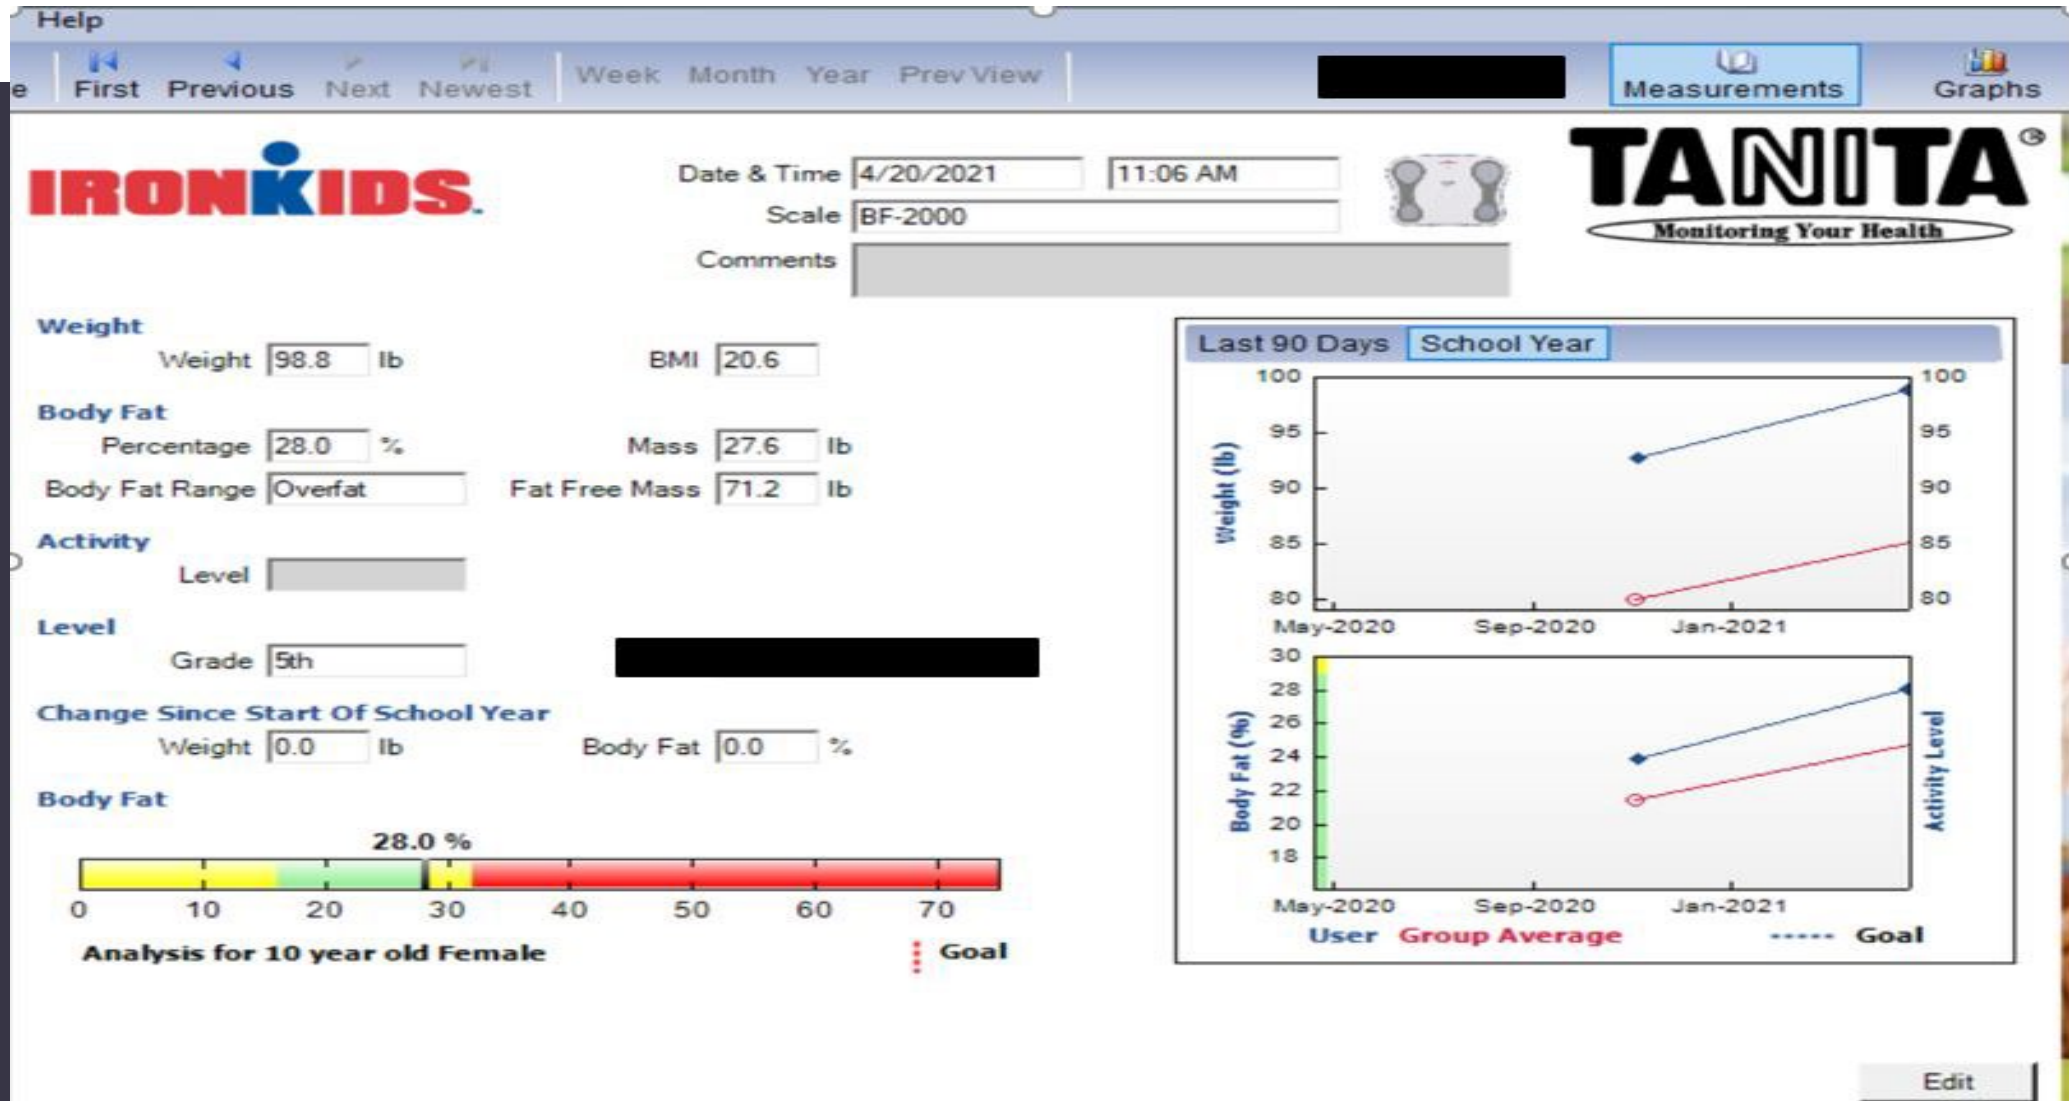 Help
e First Previous Next Newest Week Month Year Prev View Measurements Graphs
IRONKIDS™
Date & Time 4/20/2021 11:06 AM
Scale BF-2000
Comments
TANITA®
Monitoring Your Health
Weight
Weight 98.8 lb BMI 20.6
Body Fat
Percentage 28.0 % Mass 27.6 lb
Body Fat Range Overfat Fat Free Mass 71.2 lb
Activity
Level
Level
Grade 5th
Change Since Start Of School Year
Weight 0.0 lb Body Fat 0.0 %
Body Fat
28.0 %
0 10 20 30 40 50 60 70
Analysis for 10 year old Female Goal
Last 90 Days School Year
Weight (lb)
100 100
95 95
90 90
85 85
80 80
May-2020 Sep-2020 Jan-2021
Body Fat (%)
30
28
26
24
22
20
18
Activity Level
May-2020 Sep-2020 Jan-2021
User Group Average Goal
Edit